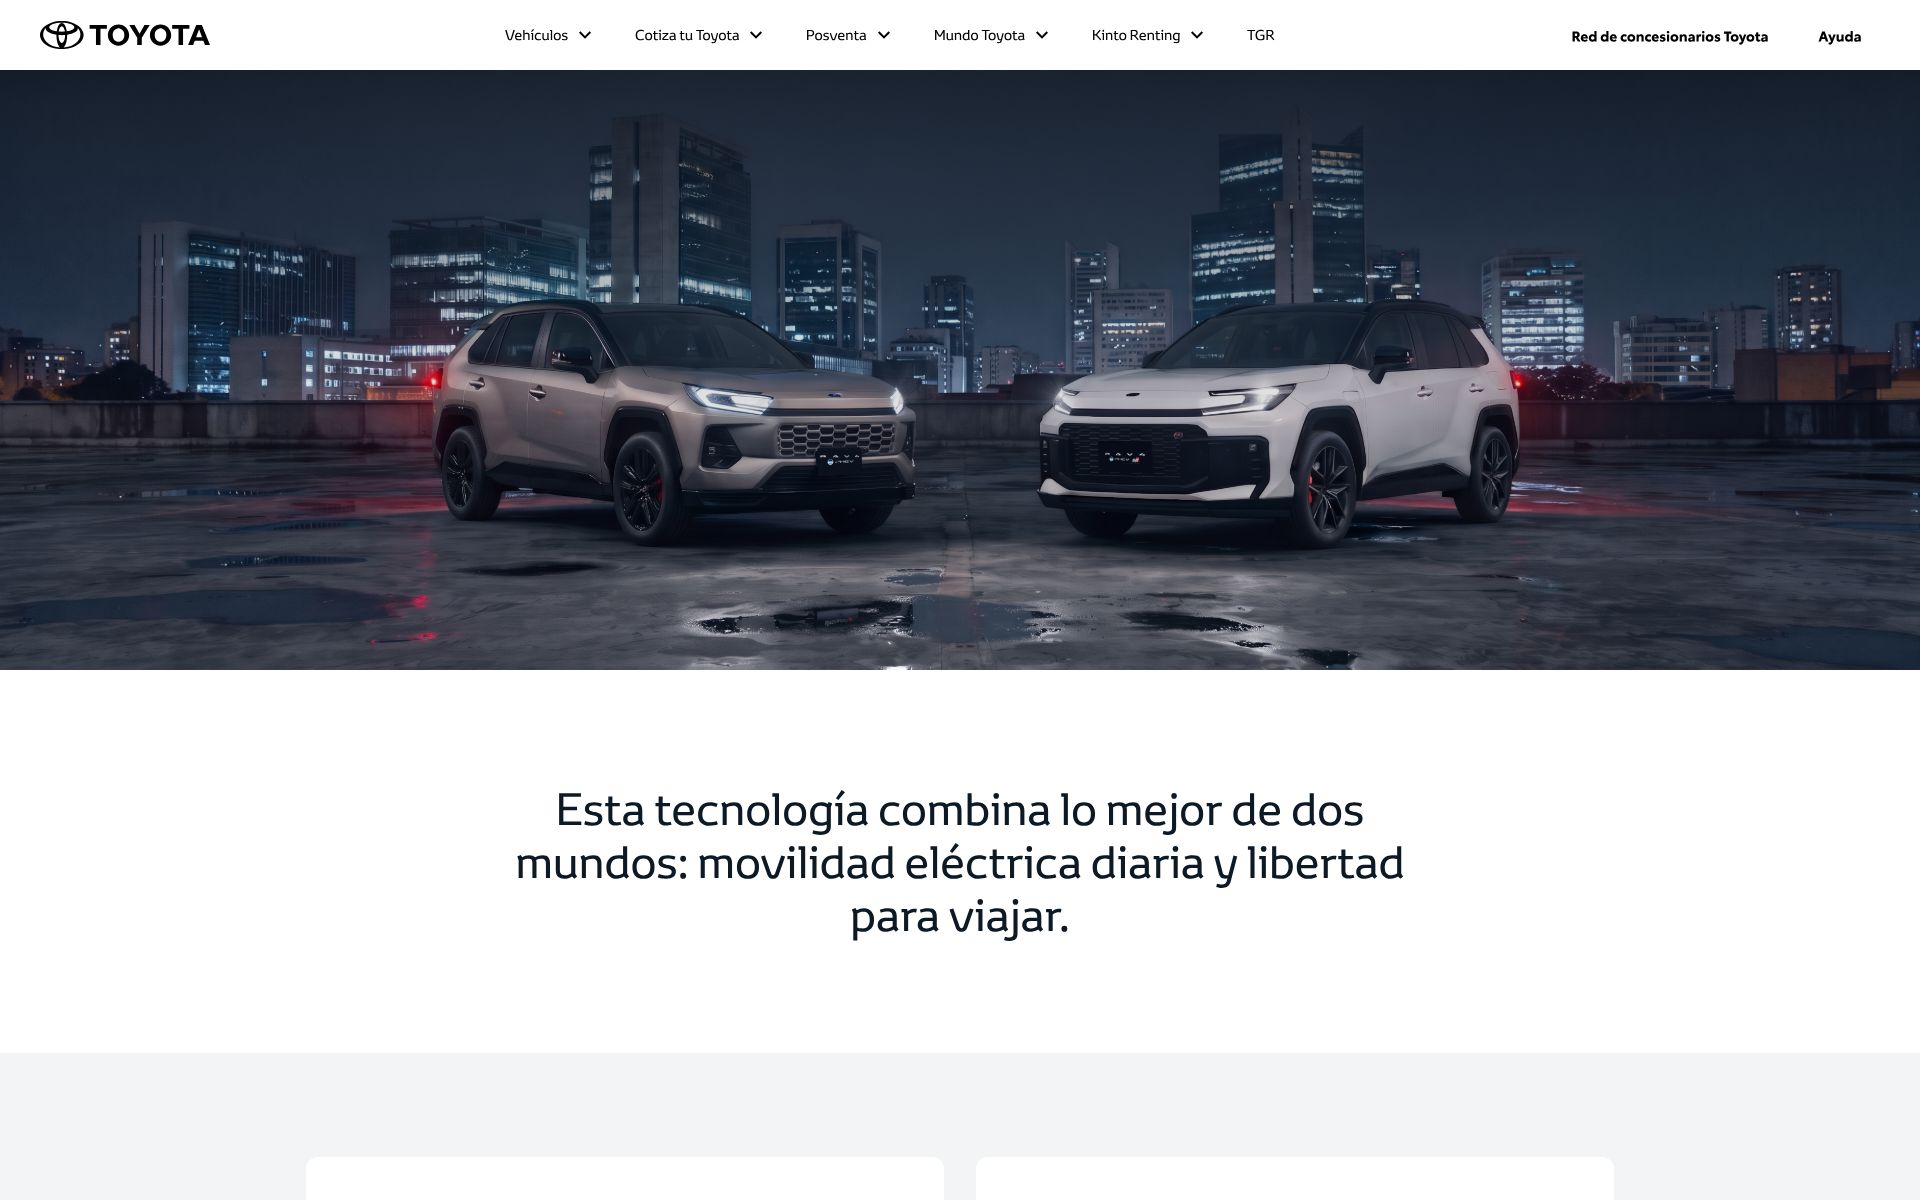 TOYOTA
Vehículos
Cotiza tu Toyota
Posventa
Mundo Toyota
Kinto Renting
TGR
Red de concesionarios Toyota
Ayuda
Esta tecnología combina lo mejor de dos
mundos: movilidad eléctrica diaria y libertad
para viajar.